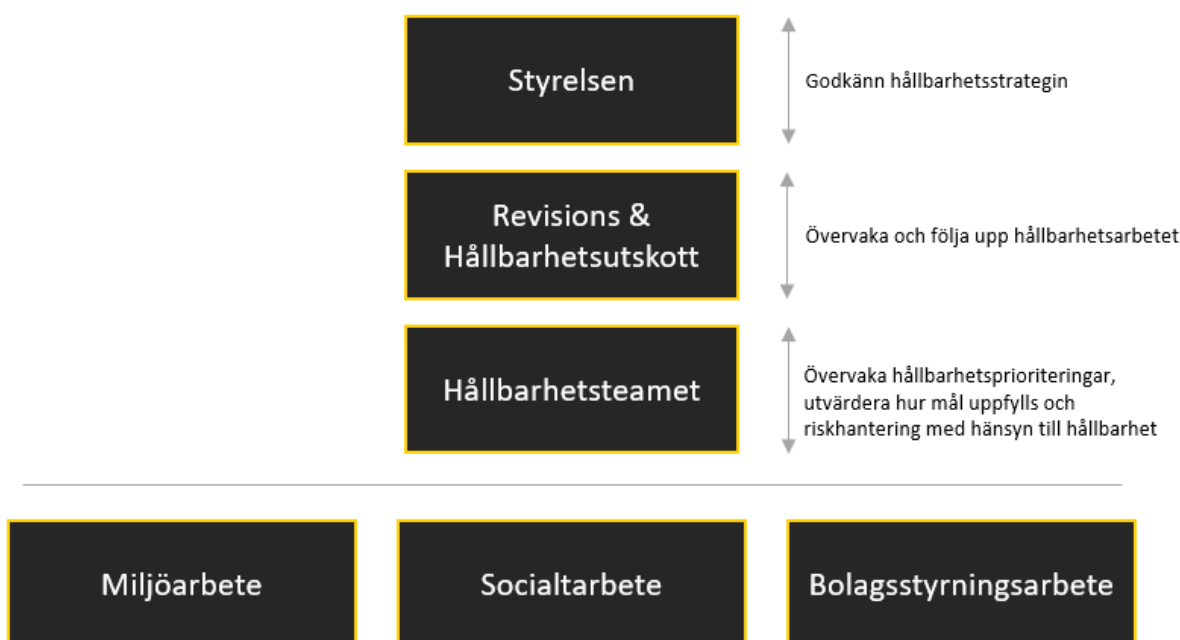 Styrelsen
Godkänn hållbarhetsstrategin
Revisions &
Hållbarhetsutskott
Övervaka och följa upp hållbarhetsarbetet
Hållbarhetsteamet
Övervaka hållbarhetsprioriteringar,
utvärdera hur mål uppfylls och
riskhantering med hänsyn till hållbarhet
Miljöarbete
Socialtarbete
Bolagsstyrningsarbete